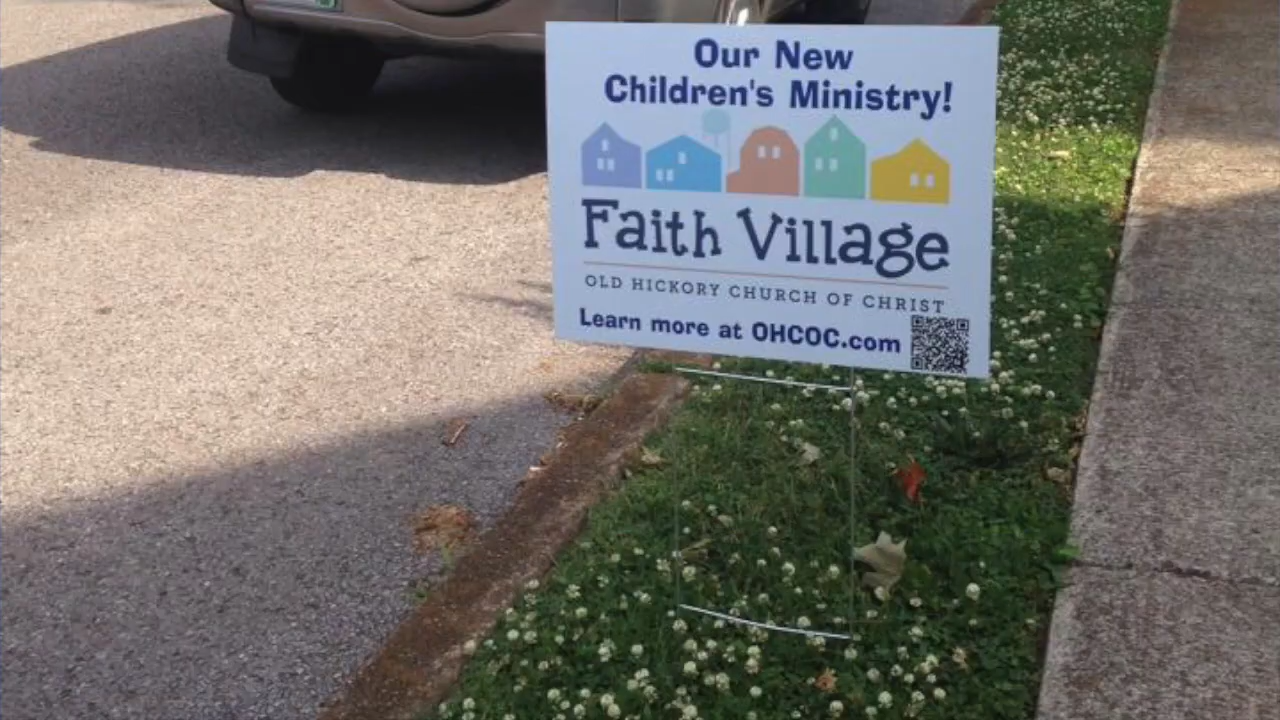 Our New
Children's Ministry!
Faith Village
OLD HICKORY CHURCH OF CHRIST
Learn more at OHCOC.com